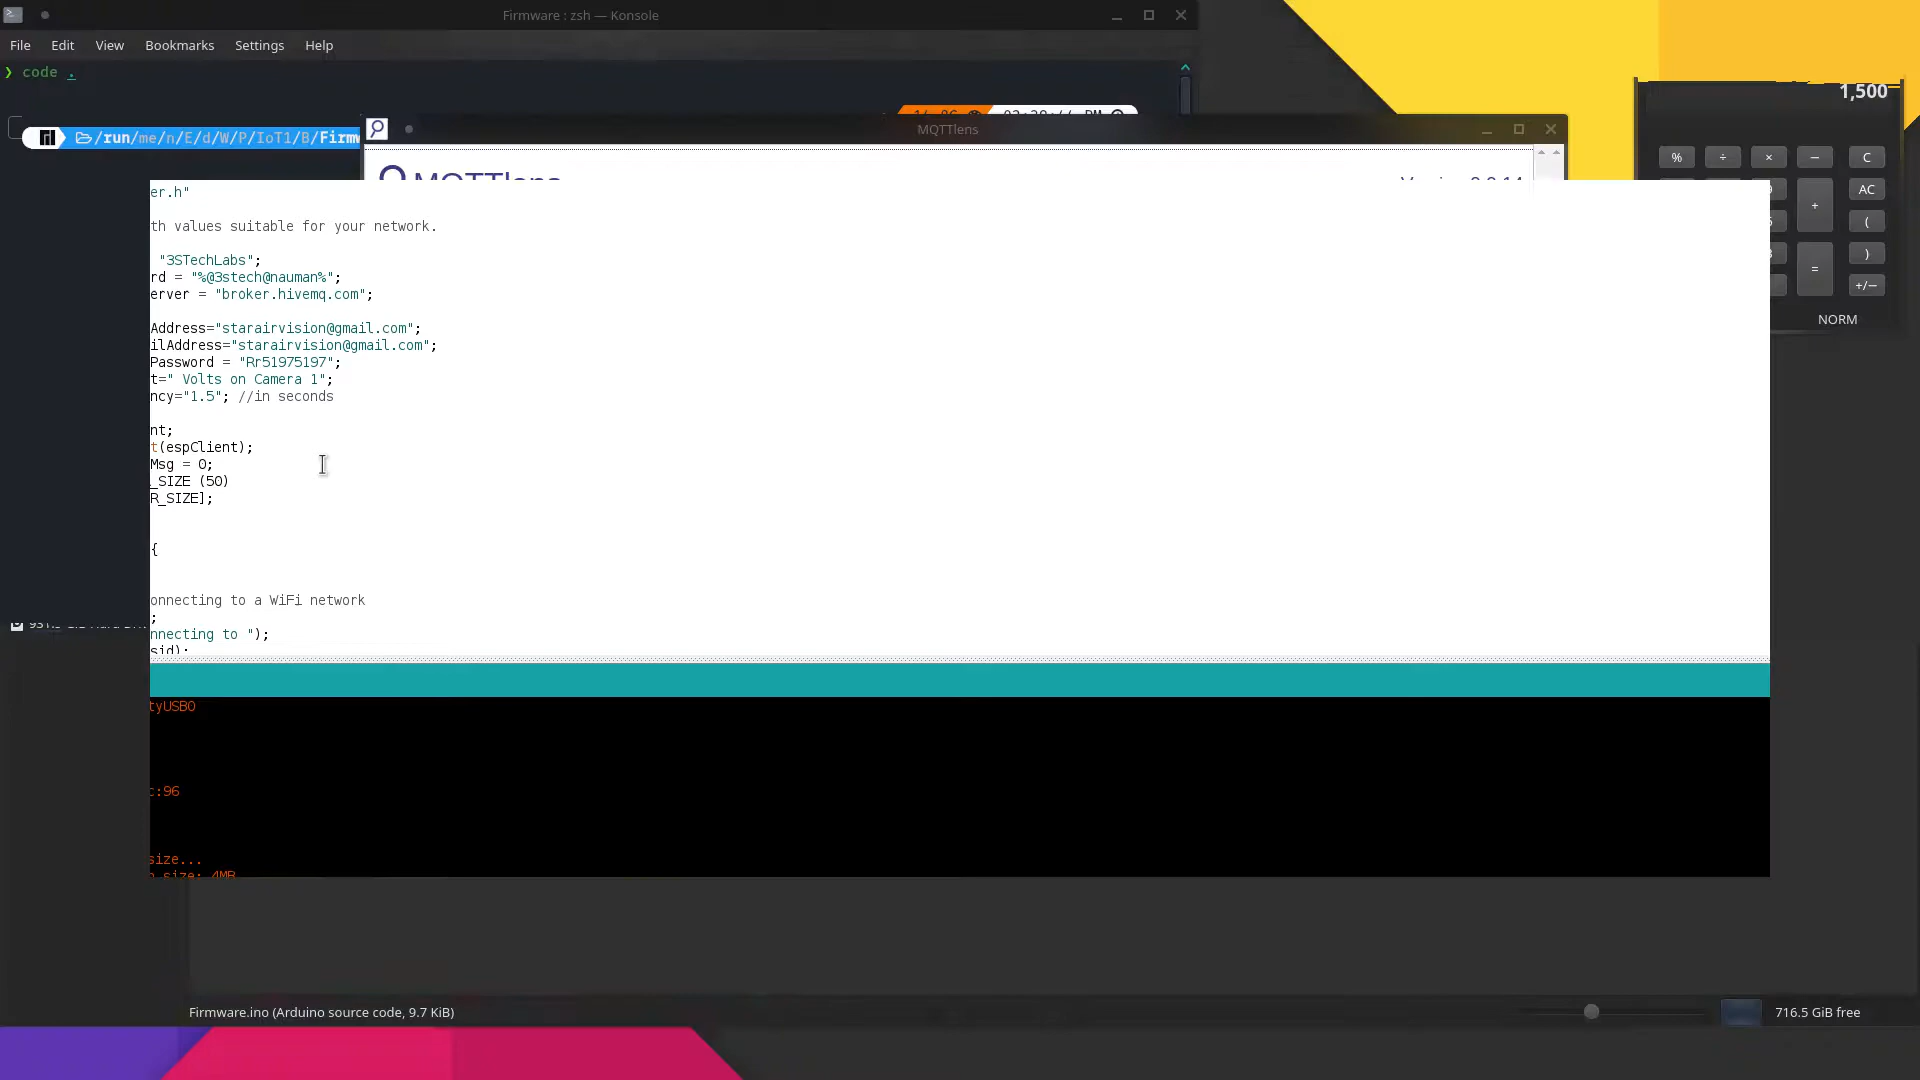 Firmware : zsh — Konsole
File Edit View Bookmarks Settings Help
❯ code .
/run/me/n/E/d/W/P/IoT1/B/Firmw
MQTTlens
MQTTlens
1,500
% ÷ × − C
AC
+ (
)
= +/−
NORM
er.h"
th values suitable for your network.
"3STechLabs";
rd = "%@3stech@nauman%";
erver = "broker.hivemq.com";
Address="starairvision@gmail.com";
ilAddress="starairvision@gmail.com";
Password = "Rr51975197";
t=" Volts on Camera 1";
ncy="1.5"; //in seconds
nt;
t(espClient);
Msg = 0;
_SIZE (50)
R_SIZE];
{
onnecting to a WiFi network
;
nnecting to ");
sid);
tyUSB0
c:96
size...
size: 4MB
Firmware.ino (Arduino source code, 9.7 KiB)
716.5 GiB free